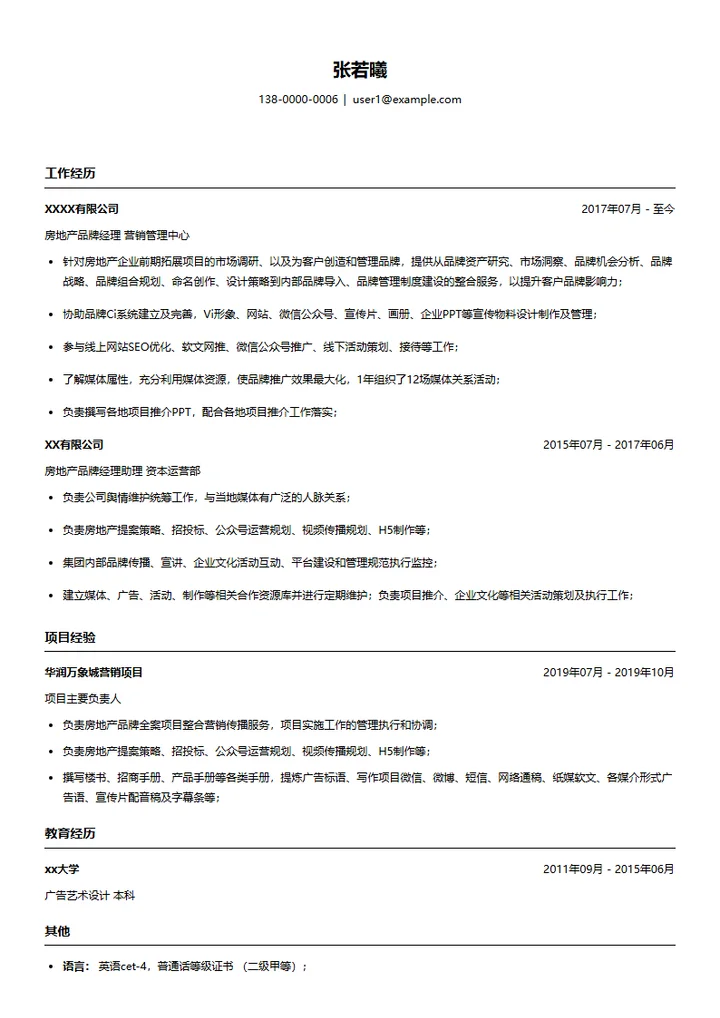 张若曦
138-0000-0006 | user1@example.com
工作经历
XXXX有限公司 2017年07月 - 至今
房地产品牌经理 营销管理中心
• 针对房地产企业前期拓展项目的市场调研、以及为客户创造和管理品牌，提供从品牌资产研究、市场洞察、品牌机会分析、品牌
战略、品牌组合规划、命名创作、设计策略到内部品牌导入、品牌管理制度建设的整合服务，以提升客户品牌影响力；
• 协助品牌Ci系统建立及完善，Vi形象、网站、微信公众号、宣传片、画册、企业PPT等宣传物料设计制作及管理；
• 参与线上网站SEO优化、软文网推、微信公众号推广、线下活动策划、接待等工作；
• 了解媒体属性，充分利用媒体资源，使品牌推广效果最大化，1年组织了12场媒体关系活动；
• 负责撰写各地项目推介PPT，配合各地项目推介工作落实；
XX有限公司 2015年07月 - 2017年06月
房地产品牌经理助理 资本运营部
• 负责公司舆情维护统筹工作，与当地媒体有广泛的人脉关系；
• 负责房地产提案策略、招投标、公众号运营规划、视频传播规划、H5制作等；
• 集团内部品牌传播、宣讲、企业文化活动互动、平台建设和管理规范执行监控；
• 建立媒体、广告、活动、制作等相关合作资源库并进行定期维护；负责项目推介、企业文化等相关活动策划及执行工作；
项目经验
华润万象城营销项目 2019年07月 - 2019年10月
项目主要负责人
• 负责房地产品牌全案项目整合营销传播服务，项目实施工作的管理执行和协调；
• 负责房地产提案策略、招投标、公众号运营规划、视频传播规划、H5制作等；
• 撰写楼书、招商手册、产品手册等各类手册，提炼广告标语、写作项目微信、微博、短信、网络通稿、纸媒软文、各媒介形式广
告语、宣传片配音稿及字幕条等；
教育经历
xx大学 2011年09月 - 2015年06月
广告艺术设计 本科
其他
• 语言： 英语cet-4，普通话等级证书 （二级甲等）；